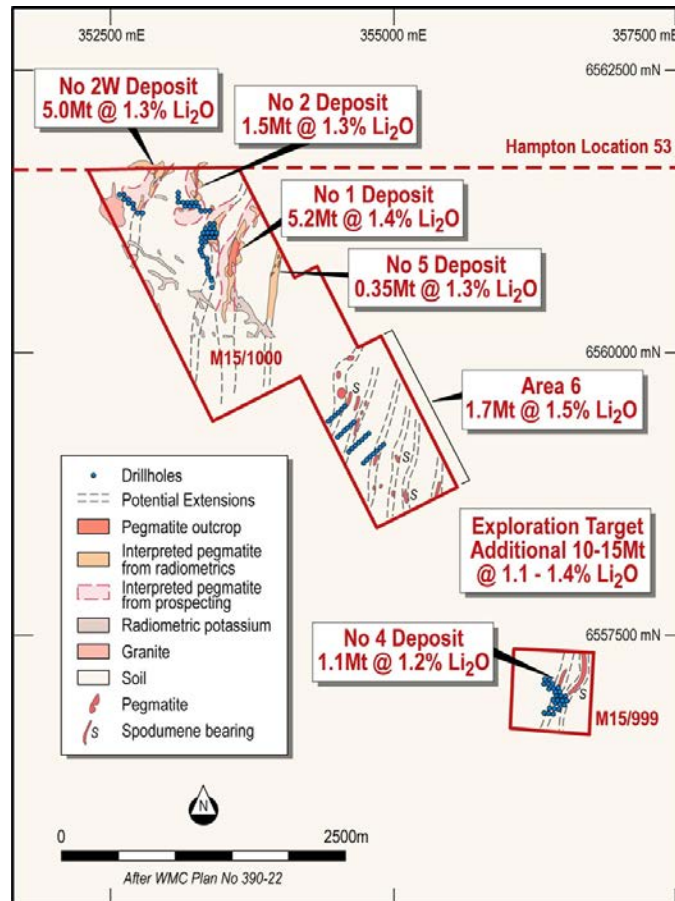 352500 mE
355000 mE
357500 mE
6562500 mN
No 2W Deposit
5.0Mt @ 1.3% Li₂O
No 2 Deposit
1.5Mt @ 1.3% Li₂O
Hampton Location 53
No 1 Deposit
5.2Mt @ 1.4% Li₂O
No 5 Deposit
0.35Mt @ 1.3% Li₂O
M15/1000
6560000 mN
Area 6
1.7Mt @ 1.5% Li₂O
S
S
S
Drillholes
Potential Extensions
Pegmatite outcrop
Interpreted pegmatite
from radiometrics
Interpreted pegmatite
from prospecting
Radiometric potassium
Granite
Soil
Pegmatite
S
Spodumene bearing
Exploration Target
Additional 10-15Mt
@ 1.1 - 1.4% Li₂O
6557500 mN
No 4 Deposit
1.1Mt @ 1.2% Li₂O
S
M15/999
N
0
2500m
After WMC Plan No 390-22